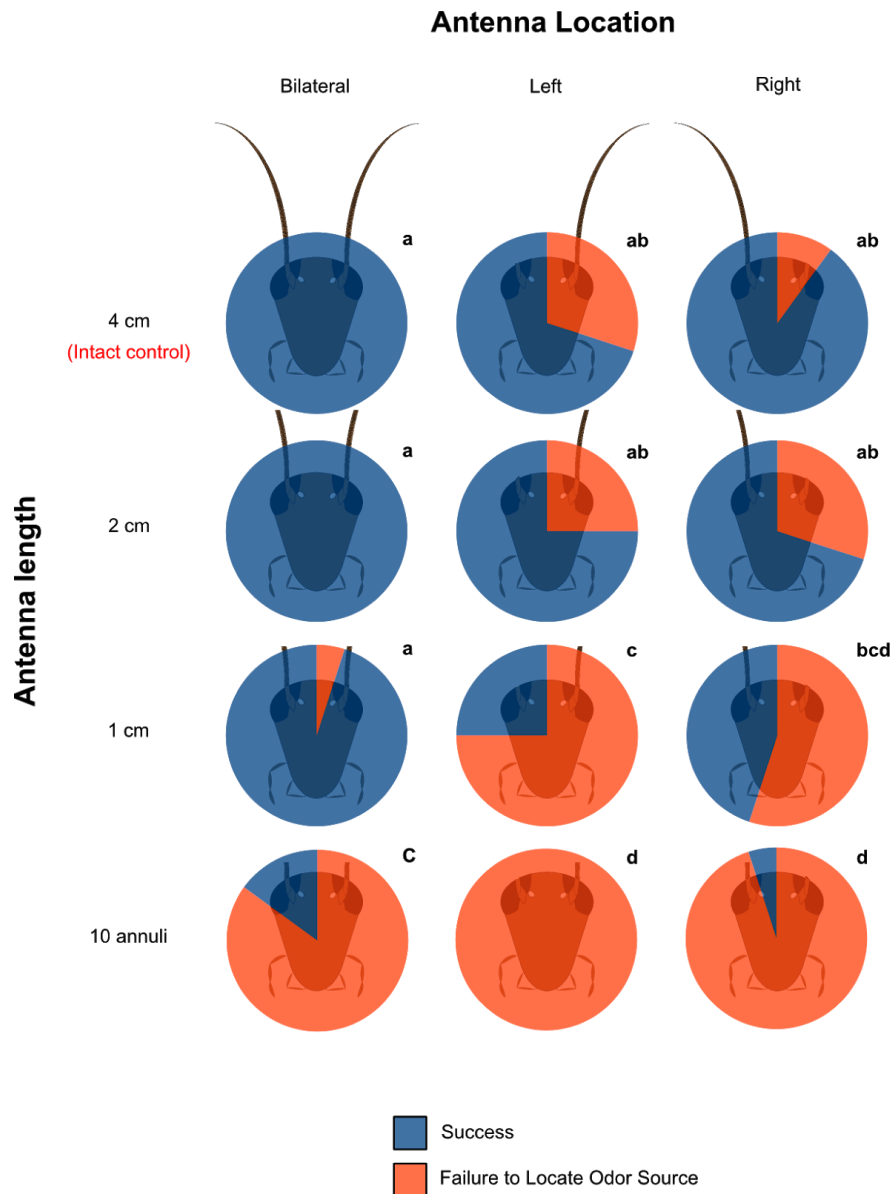 Antenna Location
Bilateral
Left
Right
a
ab
ab
4 cm
(Intact control)
a
ab
ab
2 cm
Antenna length
a
c
bcd
1 cm
C
d
d
10 annuli
Success
Failure to Locate Odor Source